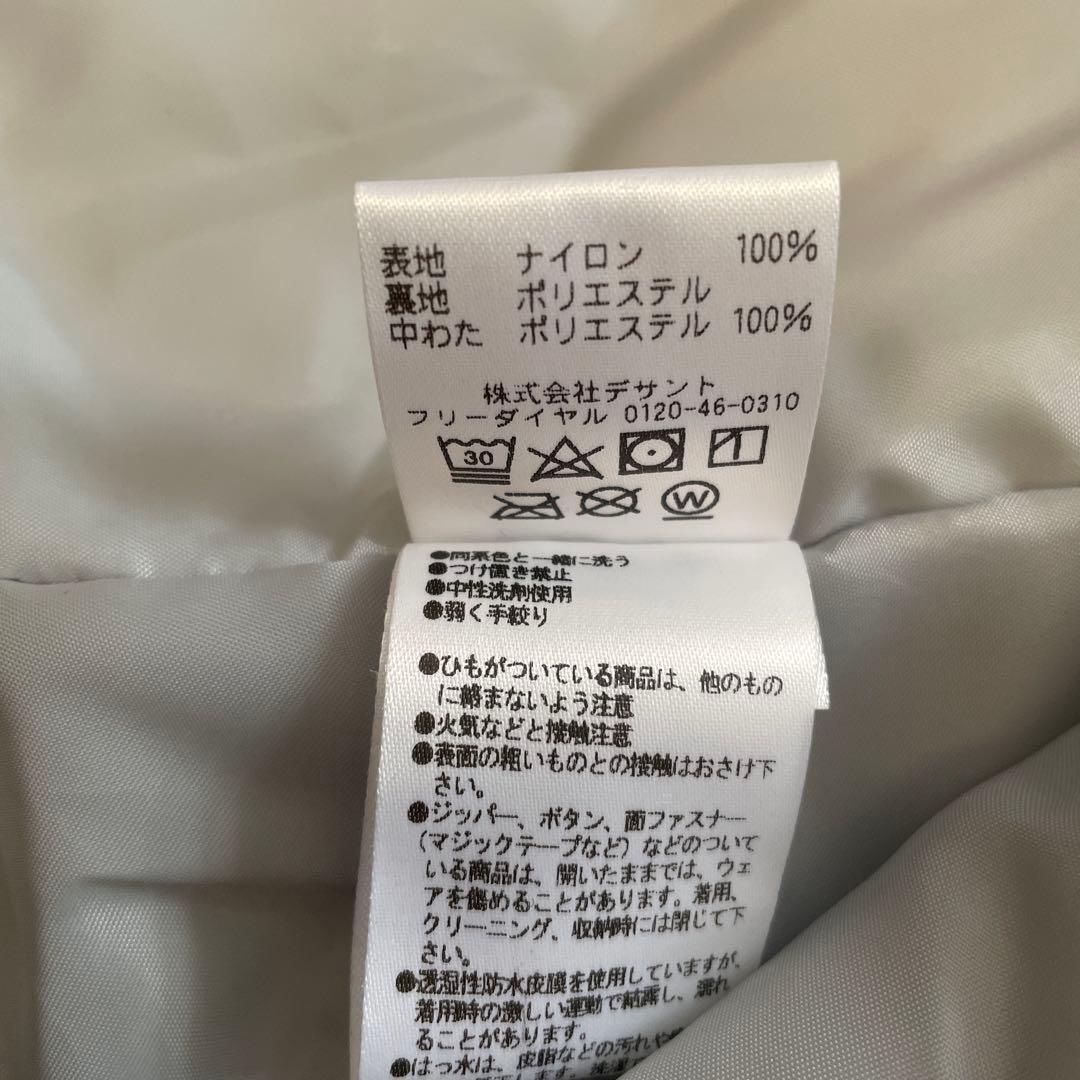 表地 ナイロン 100%
裏地 ポリエステル
中わた ポリエステル 100%
株式会社デサント
フリーダイヤル 0120-46-0310
30
W
●同系色と一緒に洗う
●つけ置き禁止
●中性洗剤使用
●弱く手絞り
●ひもがついている商品は、他のもの
に絡まないよう注意
●火気などと接触注意
●表面の粗いものとの接触はおさけ下
さい。
●ジッパー、ボタン、面ファスナー
(マジックテープなど)などのついて
いる商品は、開いたままでは、ウェ
アを傷めることがあります。着用、
クリーニング、収納時には閉じて下
さい。
●透湿性防水皮膜を使用していますが、
着用時の激しい運動で結露し、濡れ
ることがあります。
●はっ水は、皮脂などの汚れや